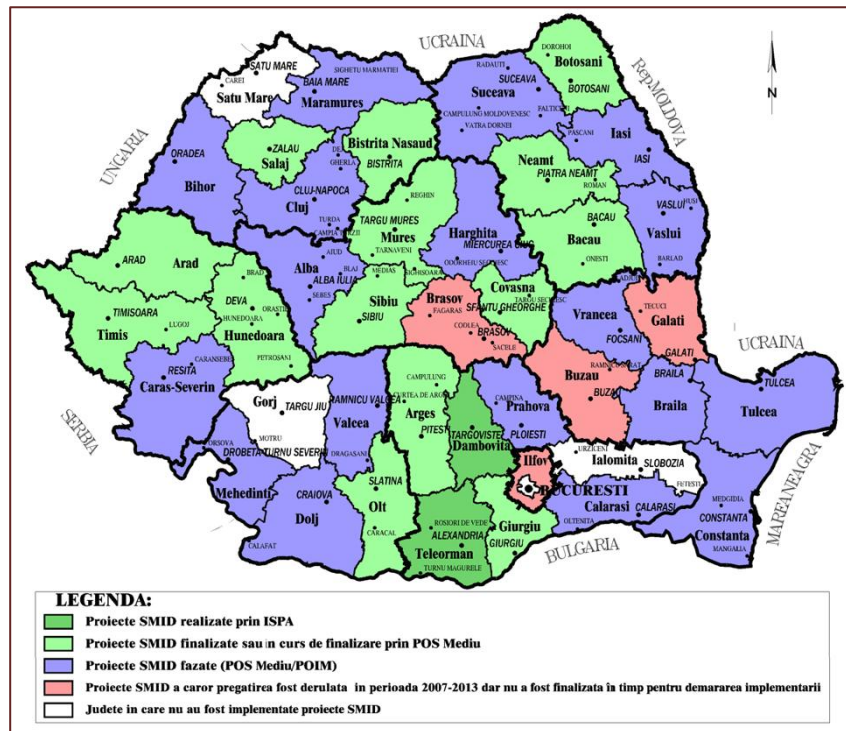 UCRAINA
DOROHOI
Botosani
BOTOSANI
SATU MARE
CAREI
Satu Mare
SIGHETU MARMATIEI
BAIA MARE
Maramures
RADAUTI
SUCEAVA
Suceava
CAMPULUNG MOLDOVENESC
FALTICENI
VATRA DORNEI
Rep.MOLDOVA
N
UNGARIA
ORADEA
Bihor
ZALAU
Salaj
Bistrita Nasaud
BISTRITA
GHERLA
CLUJ-NAPOCA
Cluj
TURDA
CAMPIA TURZII
PASCANI
Iasi
IASI
Neamt
PIATRA NEAMT
ROMAN
REGHIN
TARGU MURES
Mures
TARNAVENI
SIGHISOARA
Harghita
MIERCUREA CIUC
ODORHEIU SECUIESC
BACAU
Bacau
ONESTI
VASLUI
HUSI
Vaslui
BARLAD
ARAD
Arad
AIUD
Alba
BLAJ
ALBA IULIA
SEBES
MEDIAS
Sibiu
SIBIU
Brasov
FAGARAS
CODLEA
BRASOV
SACELE
Covasna
TARGU SECUIESC
SFANTU GHEORGHE
BRAD
DEVA
ORASTIE
HUNEDOARA
Hunedoara
PETROSANI
TIMISOARA
Timis
LUGOJ
Vrancea
FOCSANI
TECUCI
Galati
GALATI
UCRAINA
CARANSEBES
RESITA
Caras-Severin
SERBIA
Gorj
TARGU JIU
MOTRU
RAMNICU VALCEA
Valcea
DRAGASANI
CAMPULUNG
CURTEA DE ARGES
Arges
PITESTI
TARGOVISTE
Dambovita
CAMPINA
Prahova
PLOIESTI
Buzau
RAMNICU SARAT
BUZAU
BRAILA
Braila
TULCEA
Tulcea
ORSOVA
DROBETA TURNU SEVERIN
Mehedinti
CRAIOVA
Dolj
CALAFAT
SLATINA
Olt
CARACAL
Ilfov
BUCURESTI
URZICENI
Ialomita
SLOBOZIA
FETESTI
Calarasi
CALARASI
OLTENITA
ROSIORI DE VEDE
ALEXANDRIA
Teleorman
TURNU MAGURELE
Giurgiu
GIURGIU
BULGARIA
MEDGIDIA
CONSTANTA
Constanta
MANGALIA
MAREANEAGRA
LEGENDA:
Proiecte SMID realizate prin ISPA
Proiecte SMID finalizate sau in curs de finalizare prin POS Mediu
Proiecte SMID fazate (POS Mediu/POIM)
Proiecte SMID a caror pregatirea fost derulata in perioada 2007-2013 dar nu a fost finalizata în timp pentru demararea implementarii
Judete in care nu au fost implementate proiecte SMID